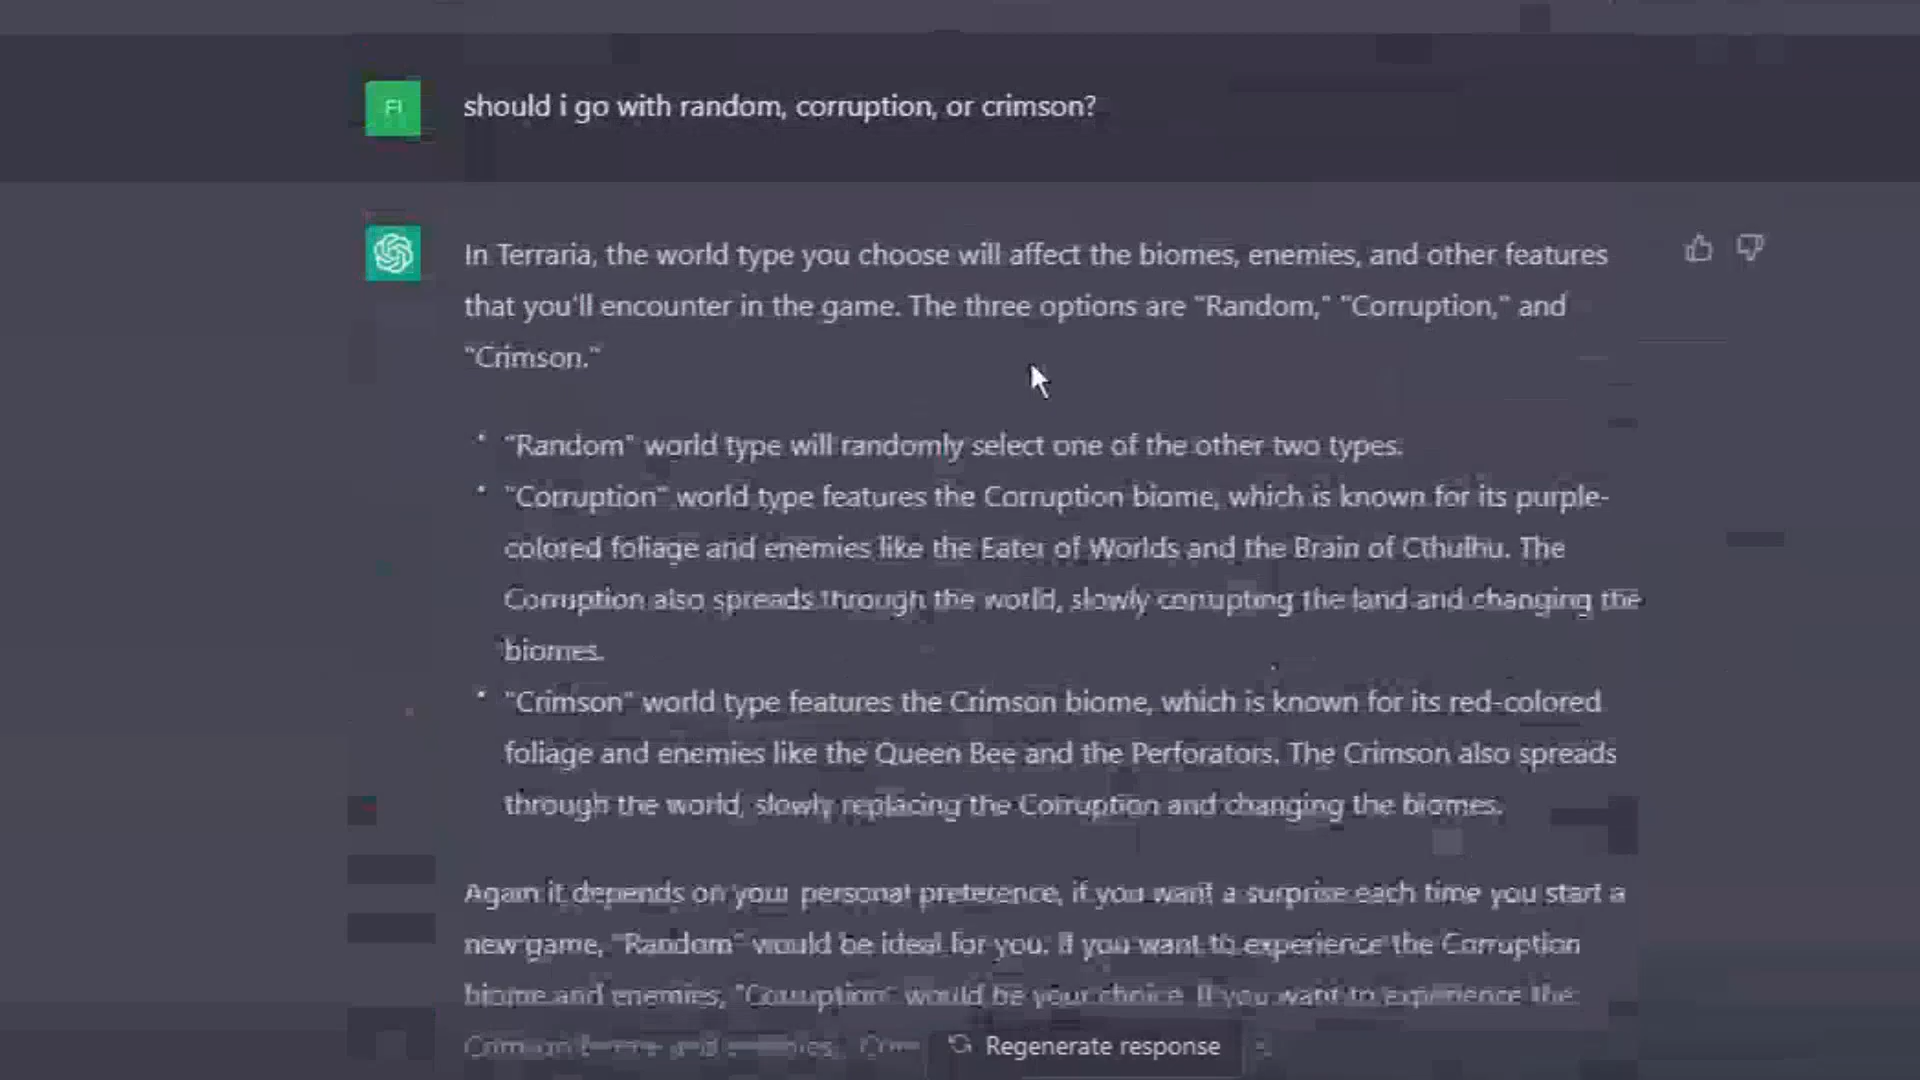 FI
should i go with random, corruption, or crimson?
In Terraria, the world type you choose will affect the biomes, enemies, and other features
that you'll encounter in the game. The three options are "Random," "Corruption," and
"Crimson."
"Random" world type will randomly select one of the other two types.
"Corruption" world type features the Corruption biome, which is known for its purple-
colored foliage and enemies like the Eater of Worlds and the Brain of Cthulhu. The
Corruption also spreads through the world, slowly corrupting the land and changing the
biomes.
"Crimson" world type features the Crimson biome, which is known for its red-colored
foliage and enemies like the Queen Bee and the Perforators. The Crimson also spreads
through the world, slowly replacing the Corruption and changing the biomes.
Again it depends on your personal preference, if you want a surprise each time you start a
new game, "Random" would be ideal for you. If you want to experience the Corruption
biome and enemies, "Corruption" would be your choice. If you want to experience the
Crimson biome and enemies,
Regenerate response